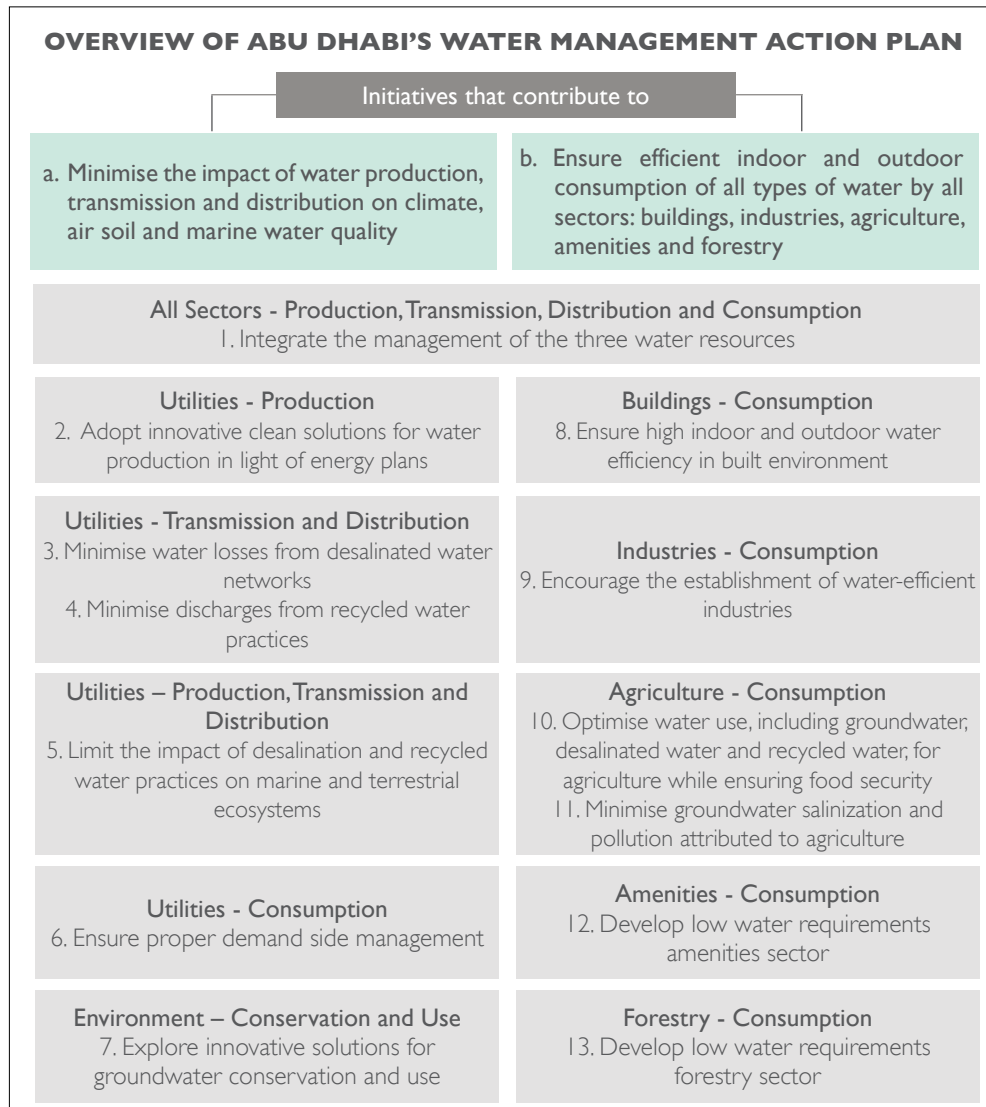 OVERVIEW OF ABU DHABI'S WATER MANAGEMENT ACTION PLAN
Initiatives that contribute to
a. Minimise the impact of water production,
transmission and distribution on climate,
air soil and marine water quality
b. Ensure efficient indoor and outdoor
consumption of all types of water by all
sectors: buildings, industries, agriculture,
amenities and forestry
All Sectors - Production, Transmission, Distribution and Consumption
1. Integrate the management of the three water resources
Utilities - Production
2. Adopt innovative clean solutions for water
production in light of energy plans
Utilities - Transmission and Distribution
3. Minimise water losses from desalinated water
networks
4. Minimise discharges from recycled water
practices
Utilities – Production, Transmission and
Distribution
5. Limit the impact of desalination and recycled
water practices on marine and terrestrial
ecosystems
Utilities - Consumption
6. Ensure proper demand side management
Environment – Conservation and Use
7. Explore innovative solutions for
groundwater conservation and use
Buildings - Consumption
8. Ensure high indoor and outdoor water
efficiency in built environment
Industries - Consumption
9. Encourage the establishment of water-efficient
industries
Agriculture - Consumption
10. Optimise water use, including groundwater,
desalinated water and recycled water, for
agriculture while ensuring food security
11. Minimise groundwater salinization and
pollution attributed to agriculture
Amenities - Consumption
12. Develop low water requirements
amenities sector
Forestry - Consumption
13. Develop low water requirements
forestry sector